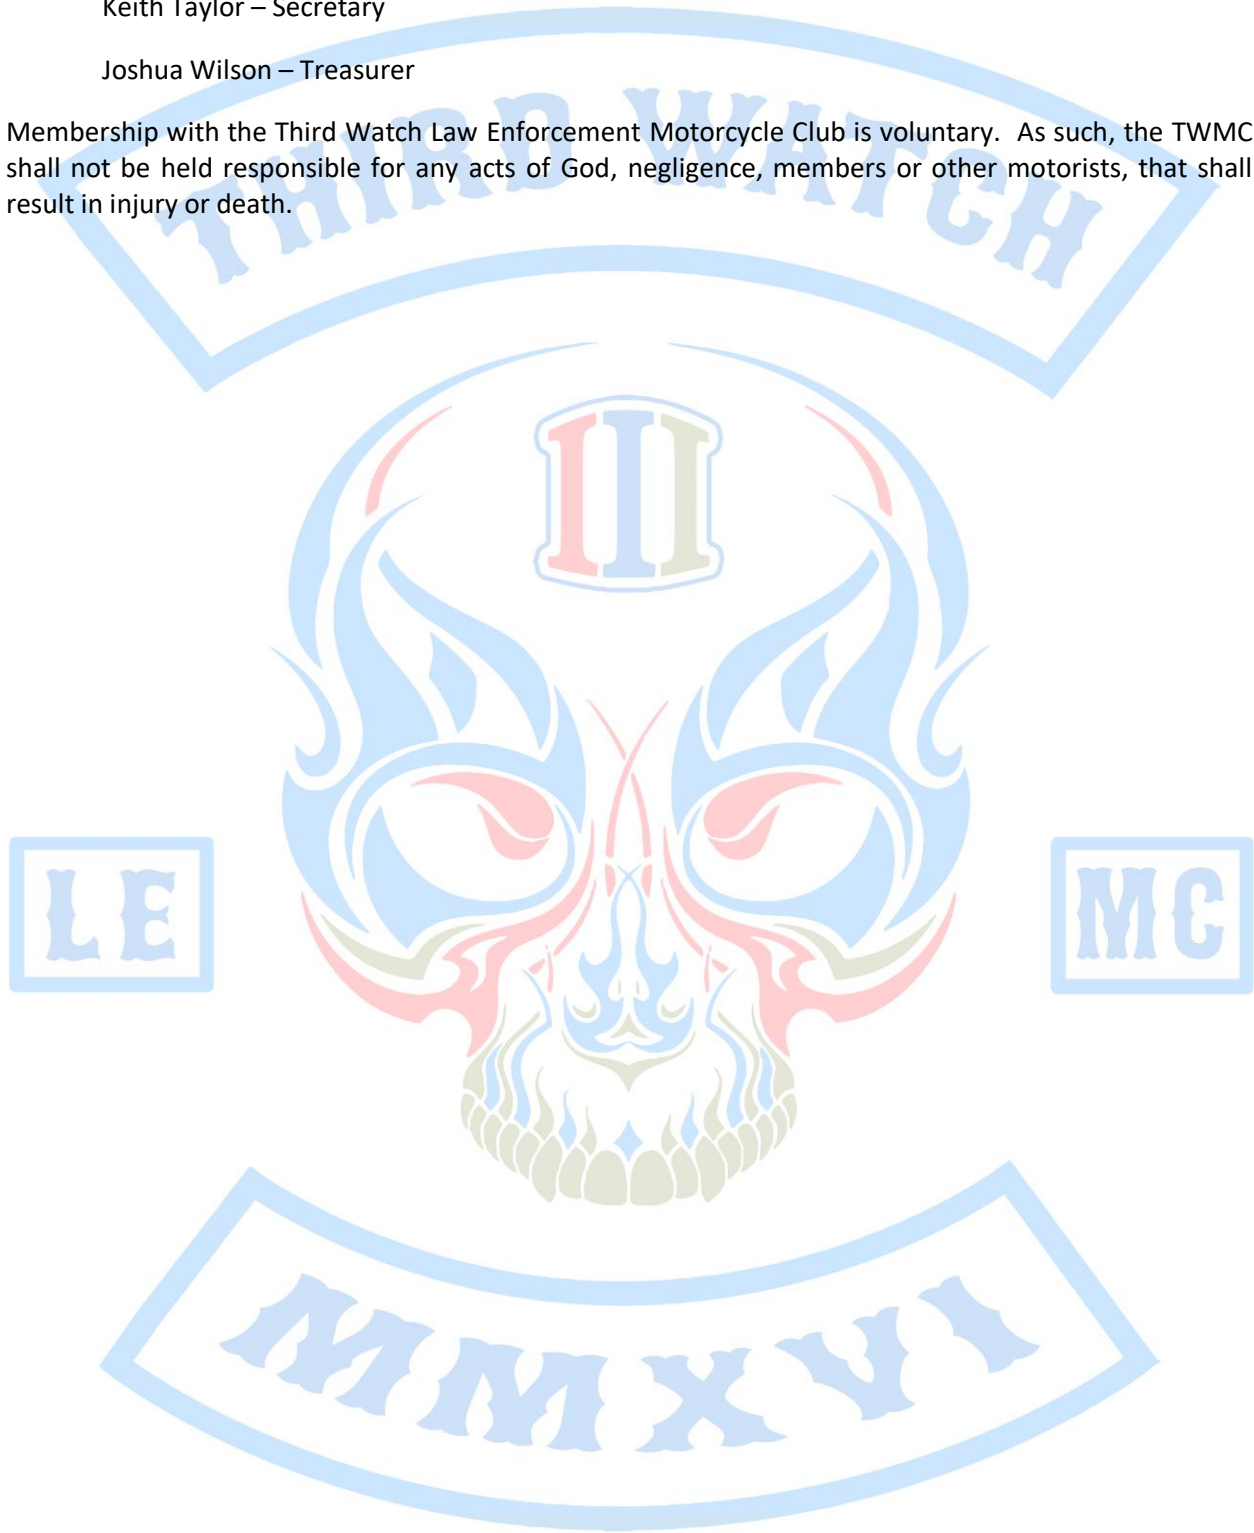 Keith Taylor – Secretary
Joshua Wilson – Treasurer
Membership with the Third Watch Law Enforcement Motorcycle Club is voluntary.  As such, the TWMC
shall not be held responsible for any acts of God, negligence, members or other motorists, that shall
result in injury or death.
THIRD WATCH
III
LE
MC
MMXVI